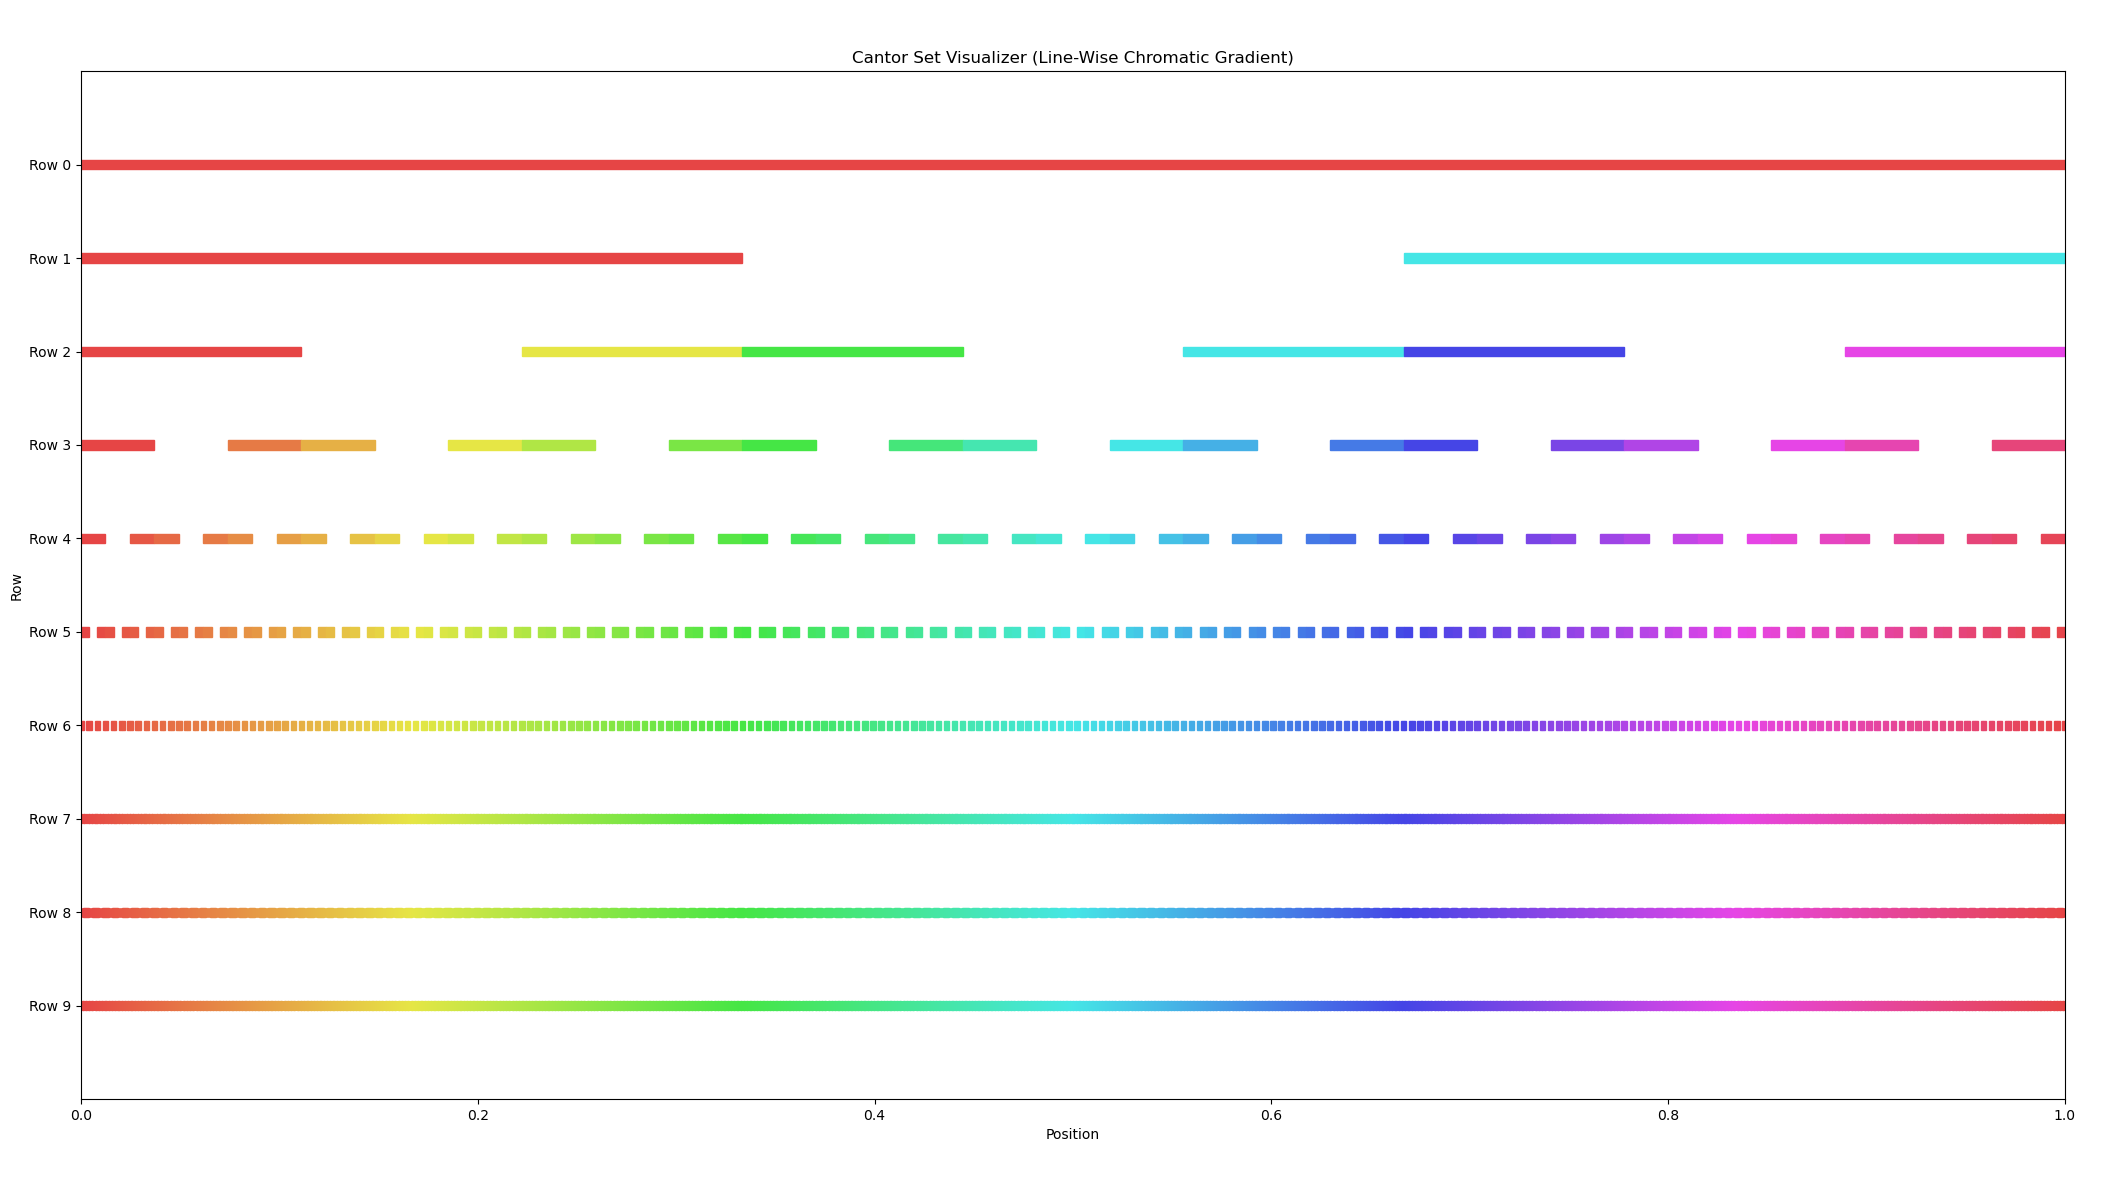 Cantor Set Visualizer (Line-Wise Chromatic Gradient)
Row 0
Row 1
Row 2
Row 3
Row 4
Row
Row 5
Row 6
Row 7
Row 8
Row 9
0.0 0.2 0.4 0.6 0.8 1.0
Position